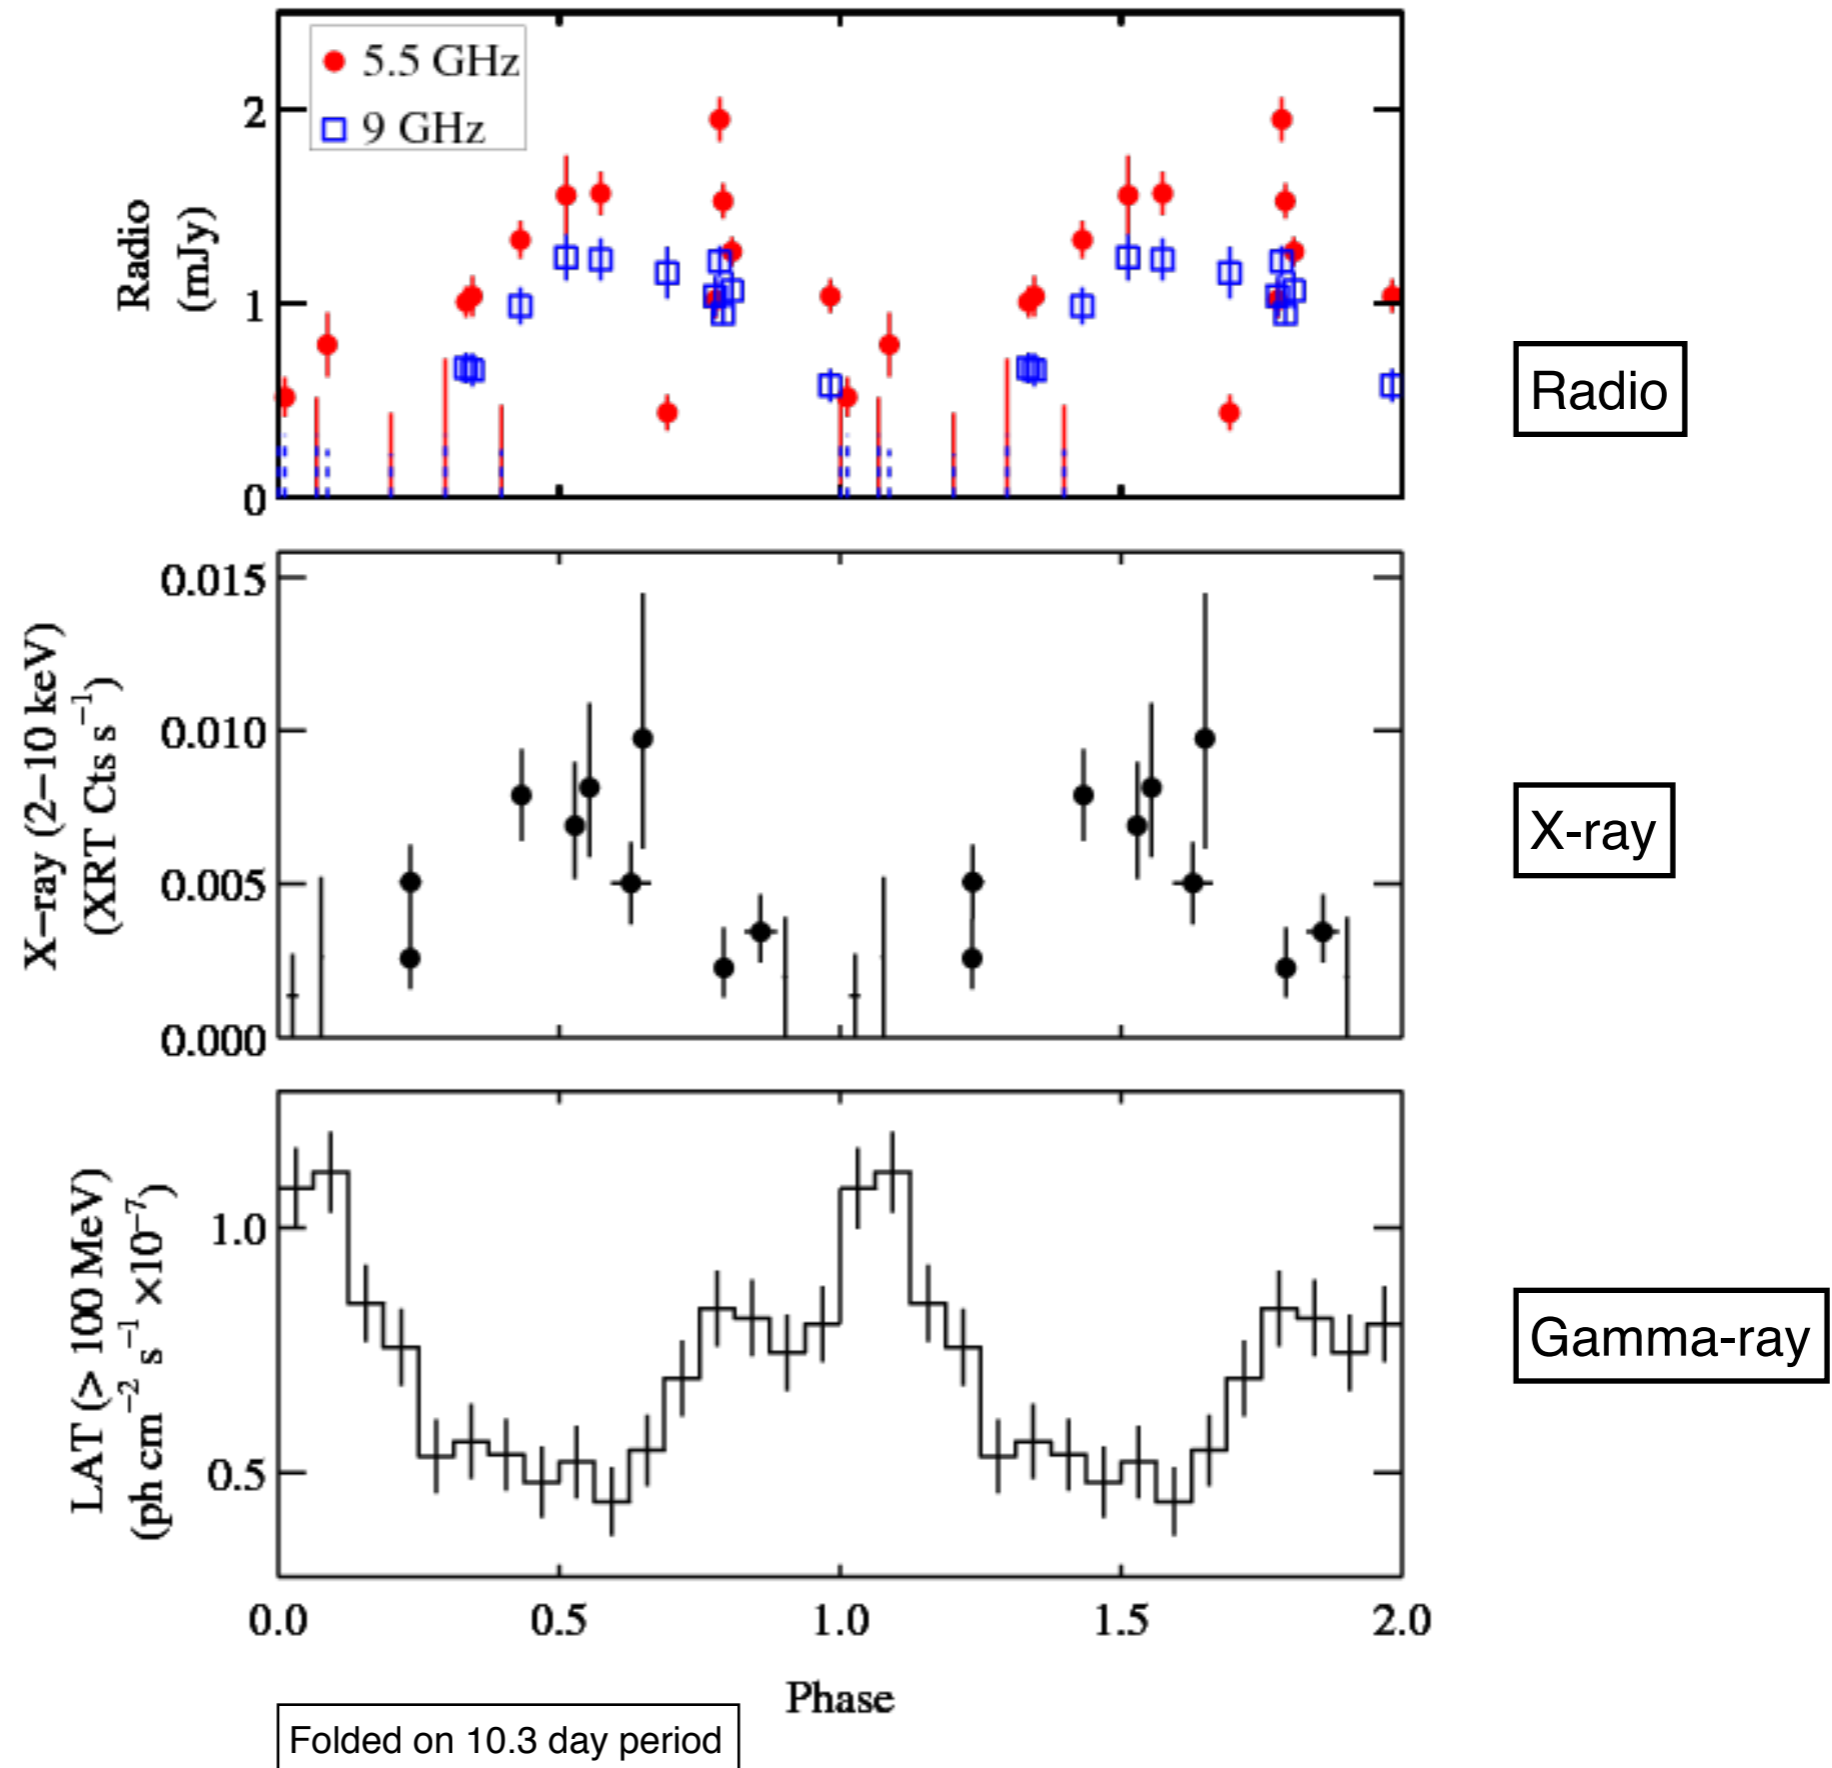 5.5 GHz
9 GHz
2
1
0
Radio
(mJy)
Radio
0.015
0.010
0.005
0.000
X−ray (2−10 keV)
(XRT Cts s⁻¹)
X-ray
1.0
0.5
LAT (> 100 MeV)
(ph cm⁻² s⁻¹ ×10⁻⁷)
Gamma-ray
0.0 0.5 1.0 1.5 2.0
Phase
Folded on 10.3 day period